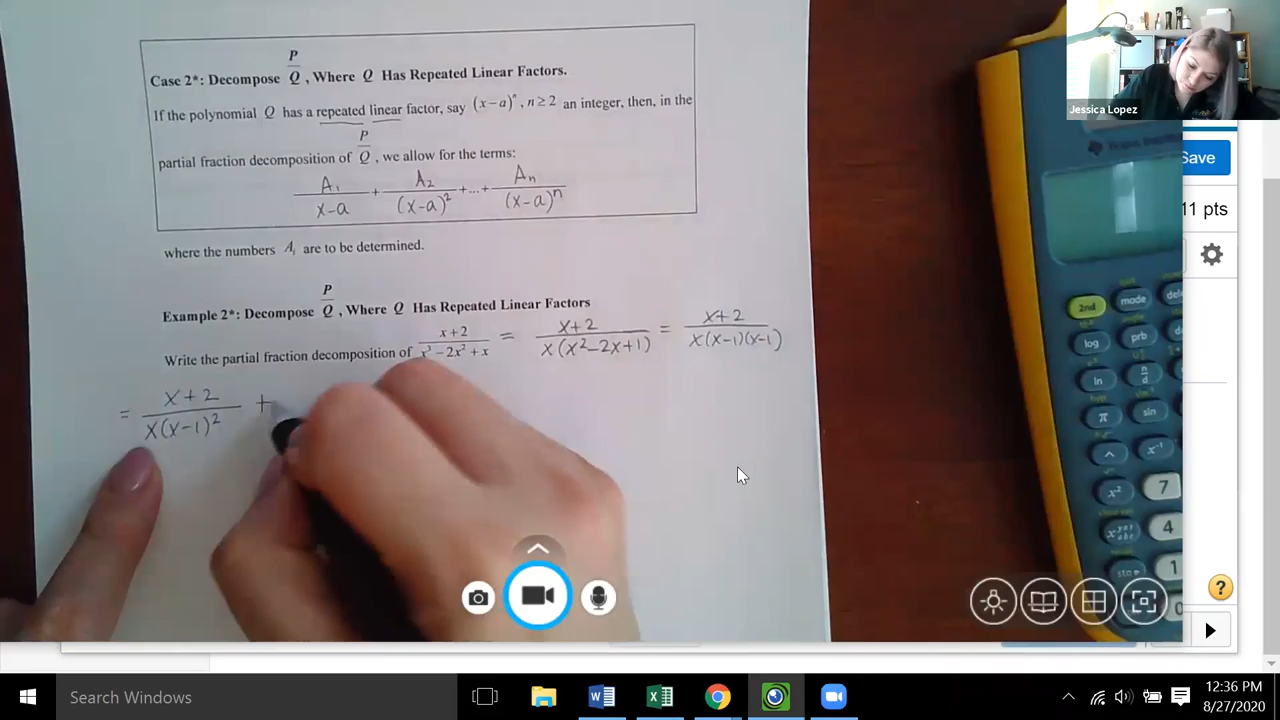 P
Case 2*: Decompose Q , Where Q Has Repeated Linear Factors.
If the polynomial Q has a repeated linear factor, say (x−a)ⁿ, n ≥ 2 an integer, then, in the
P
partial fraction decomposition of Q , we allow for the terms:
A₁/(x-a) + A₂/(x-a)² + ... + Aₙ/(x-a)ⁿ
where the numbers Aᵢ are to be determined.
P
Example 2*: Decompose Q , Where Q Has Repeated Linear Factors
Write the partial fraction decomposition of (x+2)/(x³−2x²+x) = (x+2)/(x(x²-2x+1)) = (x+2)/(x(x-1)(x-1))
= (x+2)/(x(x-1)²) +
Jessica Lopez
Save
11 pts
2nd
mode
del
log
prb
ln
n/d
π
sin
^
x⁻¹
x²
7
4
1
0
?
Search Windows
12:36 PM
8/27/2020